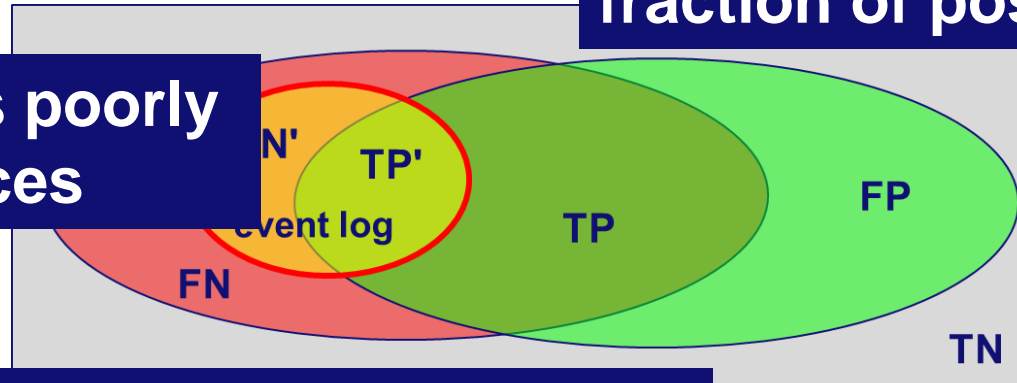 fraction of pos
s poorly
ces
N'
TP'
event log
TP
FP
FN
TN